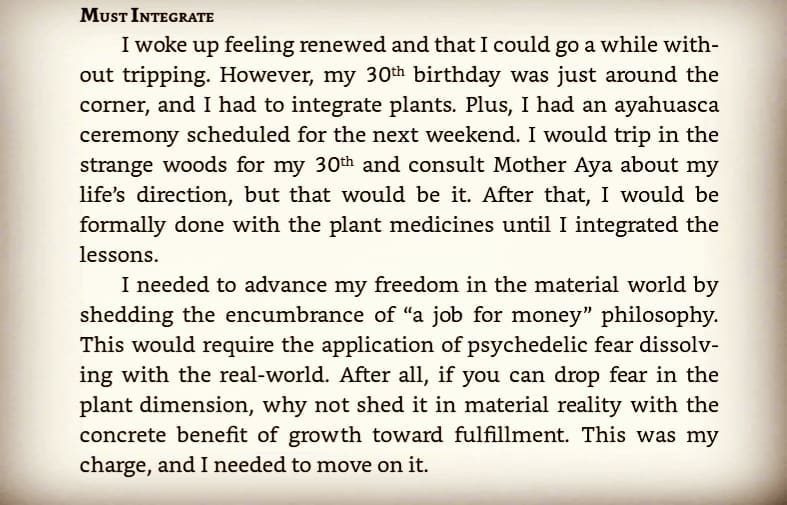 Must Integrate
I woke up feeling renewed and that I could go a while with-
out tripping. However, my 30th birthday was just around the
corner, and I had to integrate plants. Plus, I had an ayahuasca
ceremony scheduled for the next weekend. I would trip in the
strange woods for my 30th and consult Mother Aya about my
life’s direction, but that would be it. After that, I would be
formally done with the plant medicines until I integrated the
lessons.
I needed to advance my freedom in the material world by
shedding the encumbrance of “a job for money” philosophy.
This would require the application of psychedelic fear dissolv-
ing with the real-world. After all, if you can drop fear in the
plant dimension, why not shed it in material reality with the
concrete benefit of growth toward fulfillment. This was my
charge, and I needed to move on it.